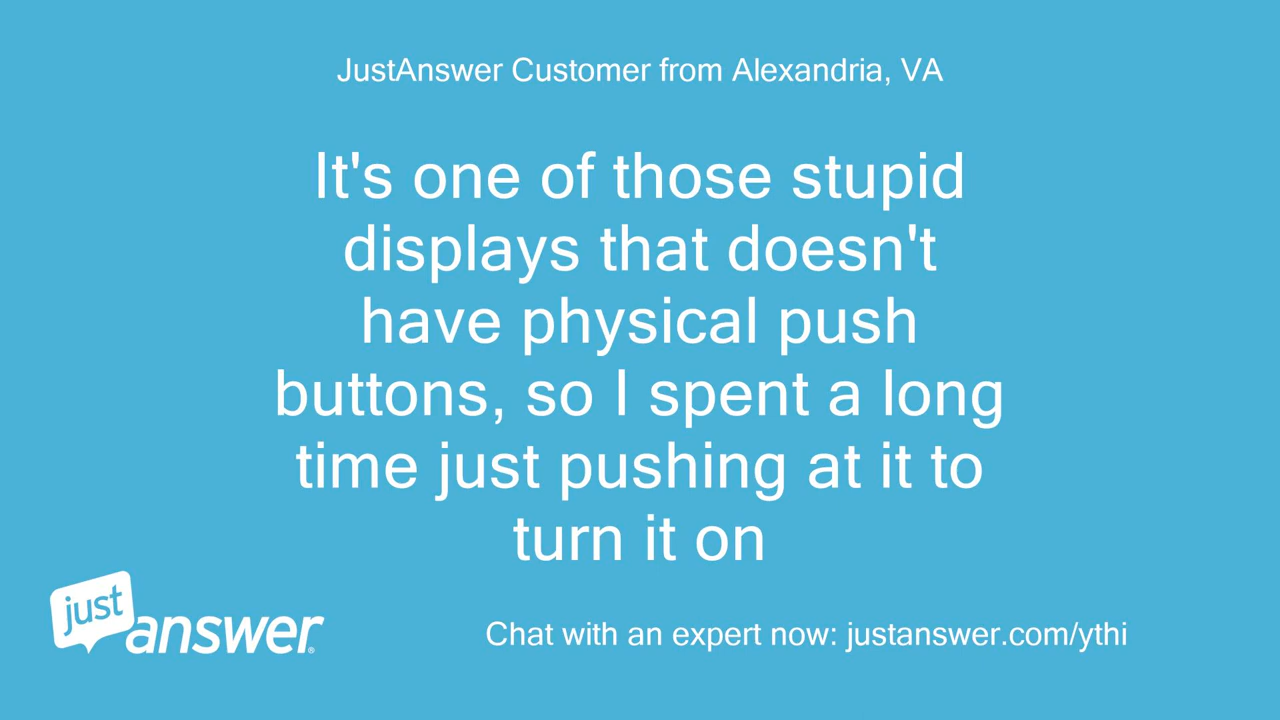 JustAnswer Customer from Alexandria, VA
It's one of those stupid
displays that doesn't
have physical push
buttons, so I spent a long
time just pushing at it to
turn it on
just
answer®
Chat with an expert now: justanswer.com/ythi